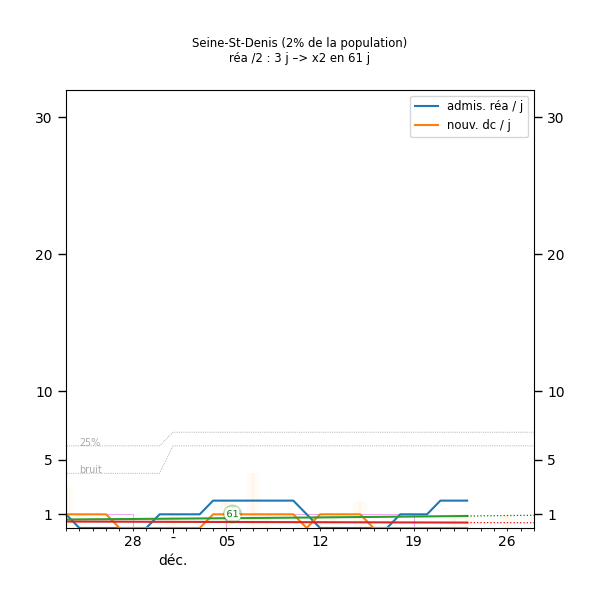 Seine-St-Denis (2% de la population)
réa /2 : 3 j –> x2 en 61 j
admis. réa / j
nouv. dc / j
30 30
20 20
10 10
5 5
1 1
25%
bruit
61
28 - 05 12 19 26
déc.